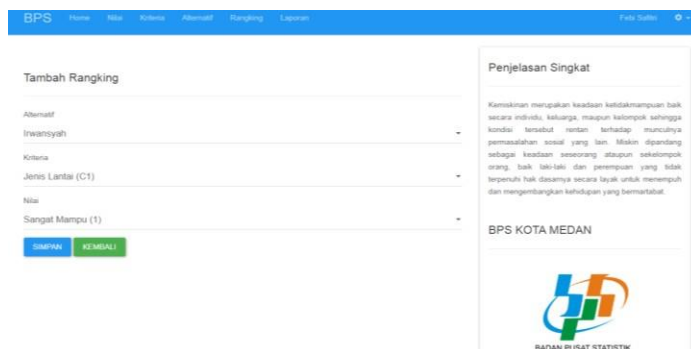 BPS Home Nilai Kriteria Alternatif Rangking Laporan Febi Safitri
Tambah Rangking
Alternatif
Irwansyah
Kriteria
Jenis Lantai (C1)
Nilai
Sangat Mampu (1)
SIMPAN KEMBALI
Penjelasan Singkat
Kemiskinan merupakan keadaan ketidakmampuan baik
secara individu, keluarga, maupun kelompok sehingga
kondisi tersebut rentan terhadap munculnya
permasalahan sosial yang lain. Miskin dipandang
sebagai keadaan seseorang ataupun sekelompok
orang, baik laki-laki dan perempuan yang tidak
terpenuhi hak dasarnya secara layak untuk menempuh
dan mengembangkan kehidupan yang bermartabat.
BPS KOTA MEDAN
BADAN PUSAT STATISTIK